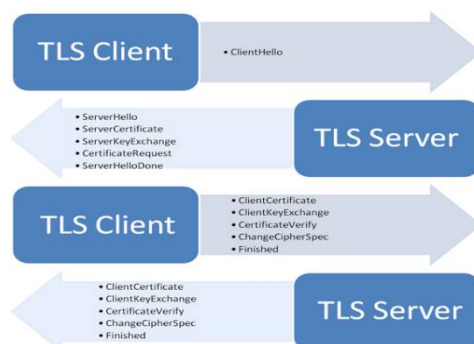 TLS Client
• ClientHello
• ServerHello
• ServerCertificate
• ServerKeyExchange
• CertificateRequest
• ServerHelloDone
TLS Server
TLS Client
• ClientCertificate
• ClientKeyExchange
• CertificateVerify
• ChangeCipherSpec
• Finished
• ClientCertificate
• ClientKeyExchange
• CertificateVerify
• ChangeCipherSpec
• Finished
TLS Server